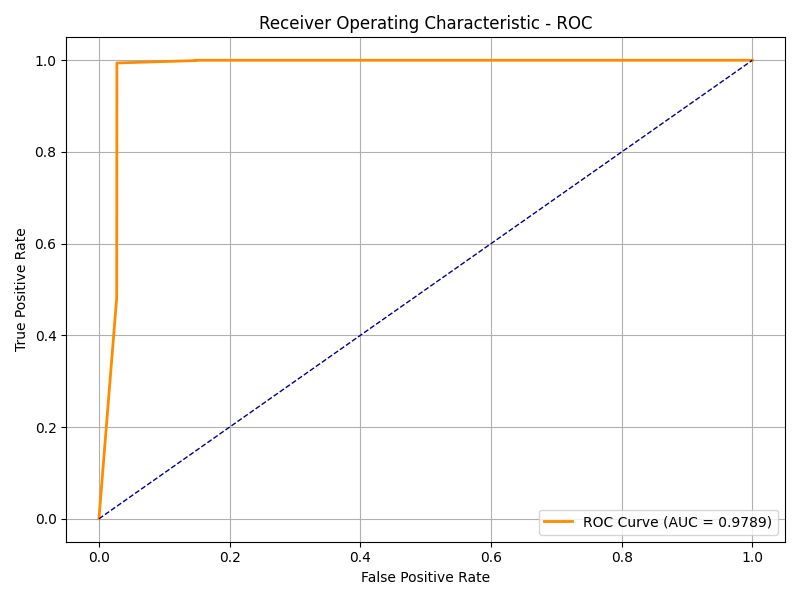 Receiver Operating Characteristic - ROC
1.0
0.8
0.6
0.4
0.2
0.0
True Positive Rate
ROC Curve (AUC = 0.9789)
0.0 0.2 0.4 0.6 0.8 1.0
False Positive Rate